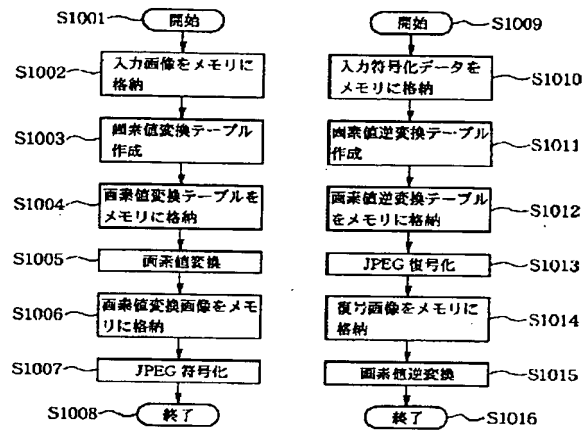 S1001
開始
S1002
入力画像をメモリに
格納
S1003
画素値変換テーブル
作成
S1004
画素値変換テーブルを
メモリに格納
S1005
画素値変換
S1006
画素値変換画像をメモ
リに格納
S1007
JPEG 符号化
S1008
終了
開始
S1009
入力符号化データを
メモリに格納
S1010
画素値逆変換テーブル
作成
S1011
画素値逆変換テーブル
をメモリに格納
S1012
JPEG 復号化
S1013
復号画像をメモリに
格納
S1014
画素値逆変換
S1015
終了
S1016